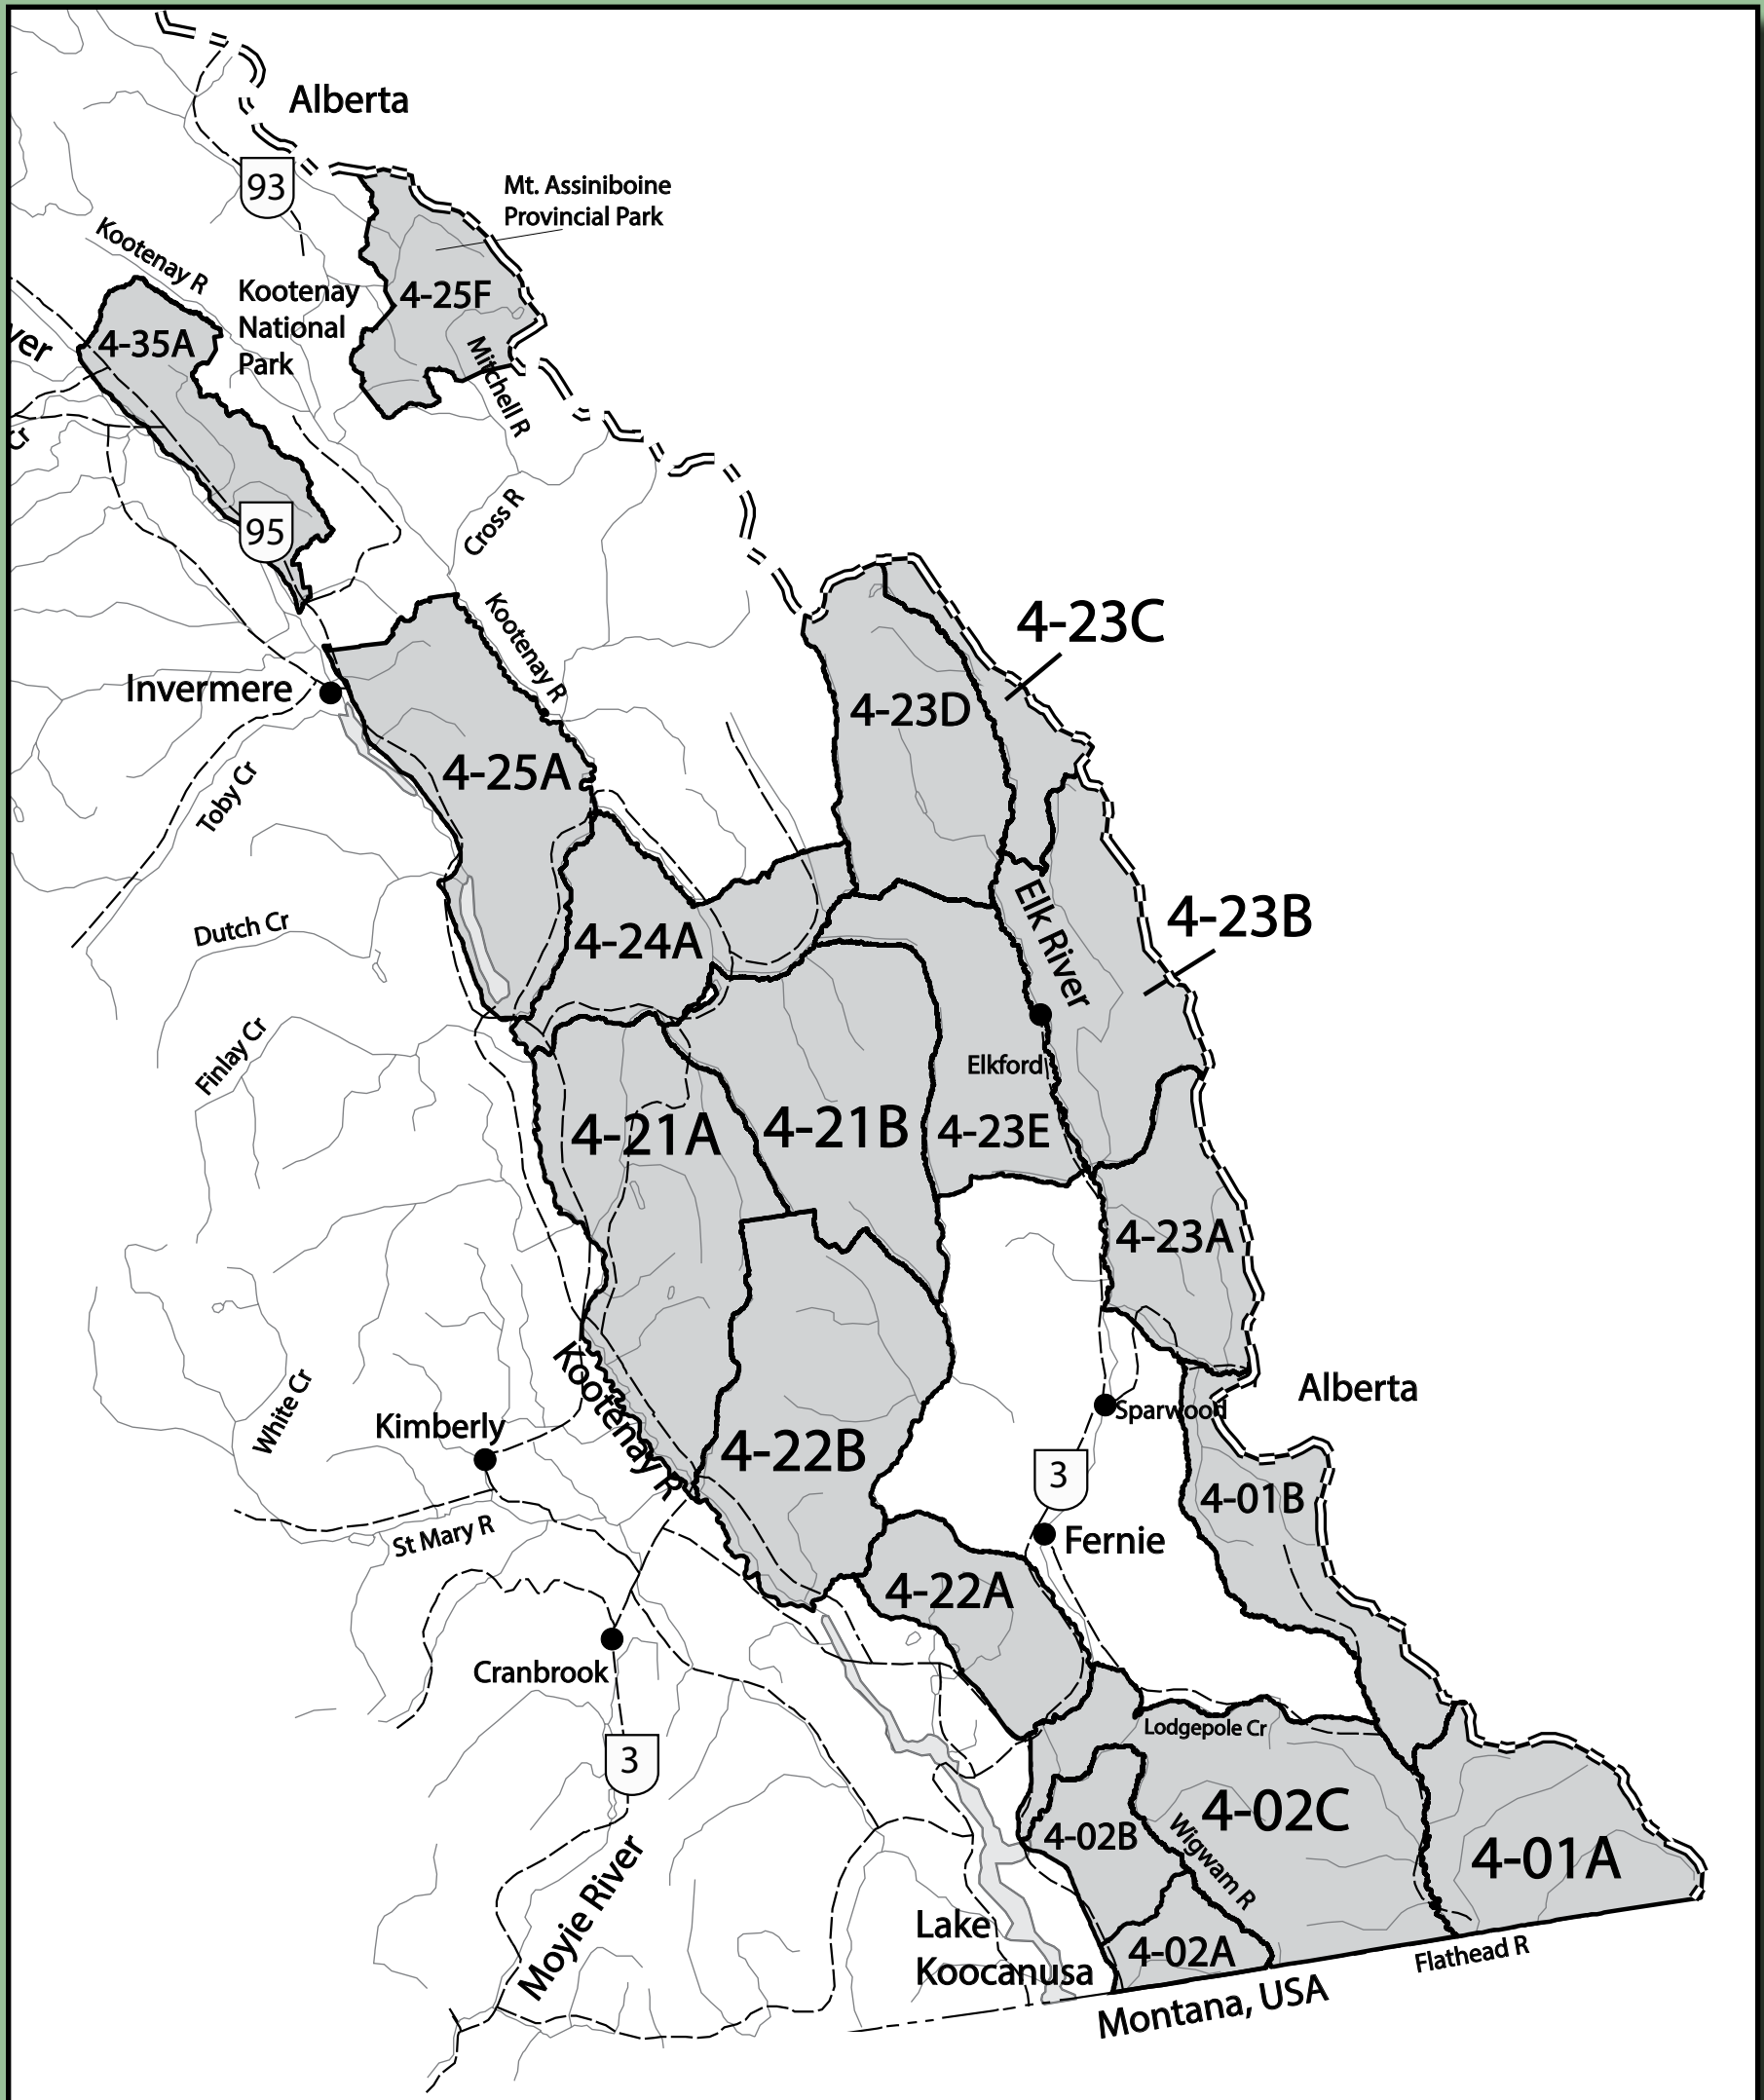 Alberta
93
Mt. Assiniboine
Provincial Park
Kootenay R
Kootenay
National
Park
4-25F
4-35A
ver
Mitchell R
Cr
95
Cross R
Kootenay R
4-23C
Invermere
4-23D
4-25A
Toby Cr
Elk River
4-23B
Dutch Cr
4-24A
Finlay Cr
Elkford
4-21A
4-21B
4-23E
4-23A
Kootenay R
White Cr
Alberta
Sparwood
Kimberly
4-22B
3
4-01B
St Mary R
Fernie
4-22A
Cranbrook
Lodgepole Cr
3
4-02C
4-02B
Wigwam R
4-01A
Moyie River
Lake
Koocanusa
4-02A
Flathead R
Montana, USA